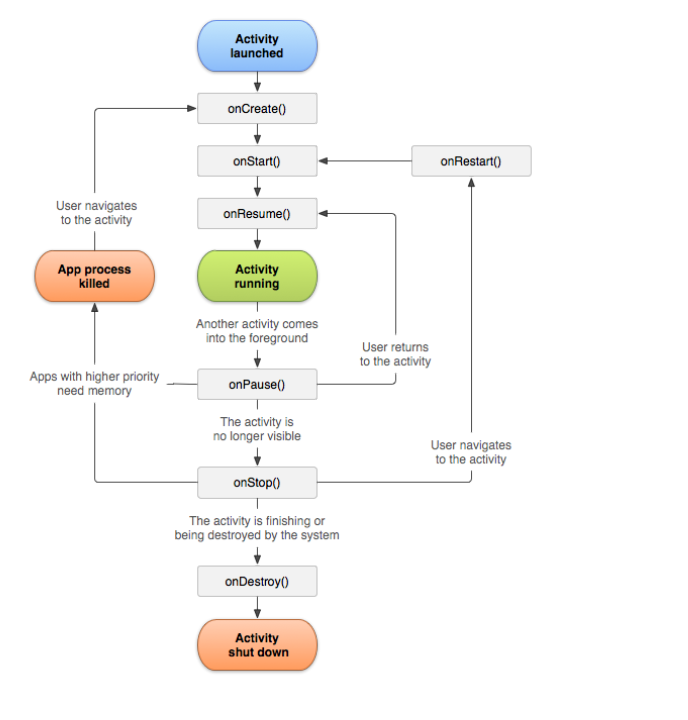 Activity
launched
onCreate()
onStart()
onRestart()
User navigates
to the activity
onResume()
App process
killed
Activity
running
Another activity comes
into the foreground
User returns
to the activity
Apps with higher priority
need memory
onPause()
The activity is
no longer visible
User navigates
to the activity
onStop()
The activity is finishing or
being destroyed by the system
onDestroy()
Activity
shut down